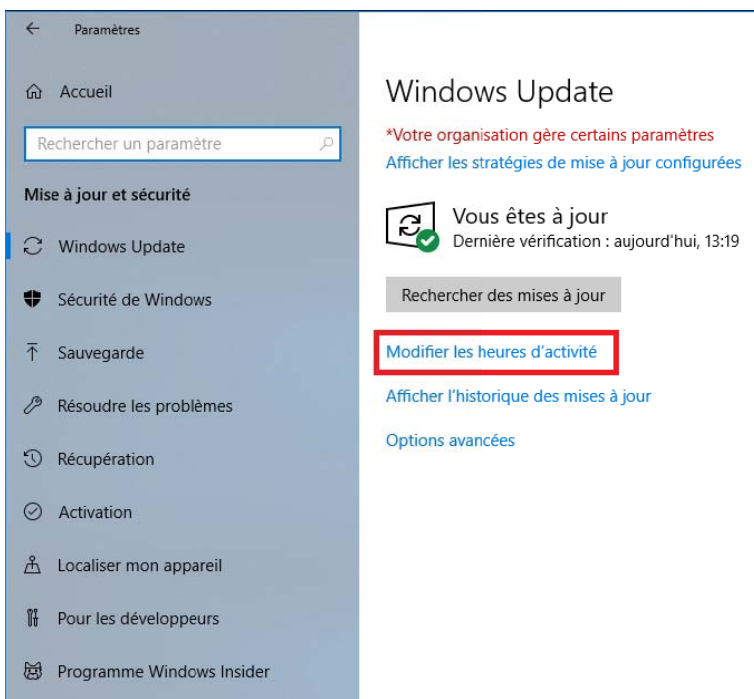 Paramètres
Accueil
Rechercher un paramètre
Mise à jour et sécurité
Windows Update
Sécurité de Windows
Sauvegarde
Résoudre les problèmes
Récupération
Activation
Localiser mon appareil
Pour les développeurs
Programme Windows Insider
Windows Update
*Votre organisation gère certains paramètres
Afficher les stratégies de mise à jour configurées
Vous êtes à jour
Dernière vérification : aujourd'hui, 13:19
Rechercher des mises à jour
Modifier les heures d’activité
Afficher l’historique des mises à jour
Options avancées